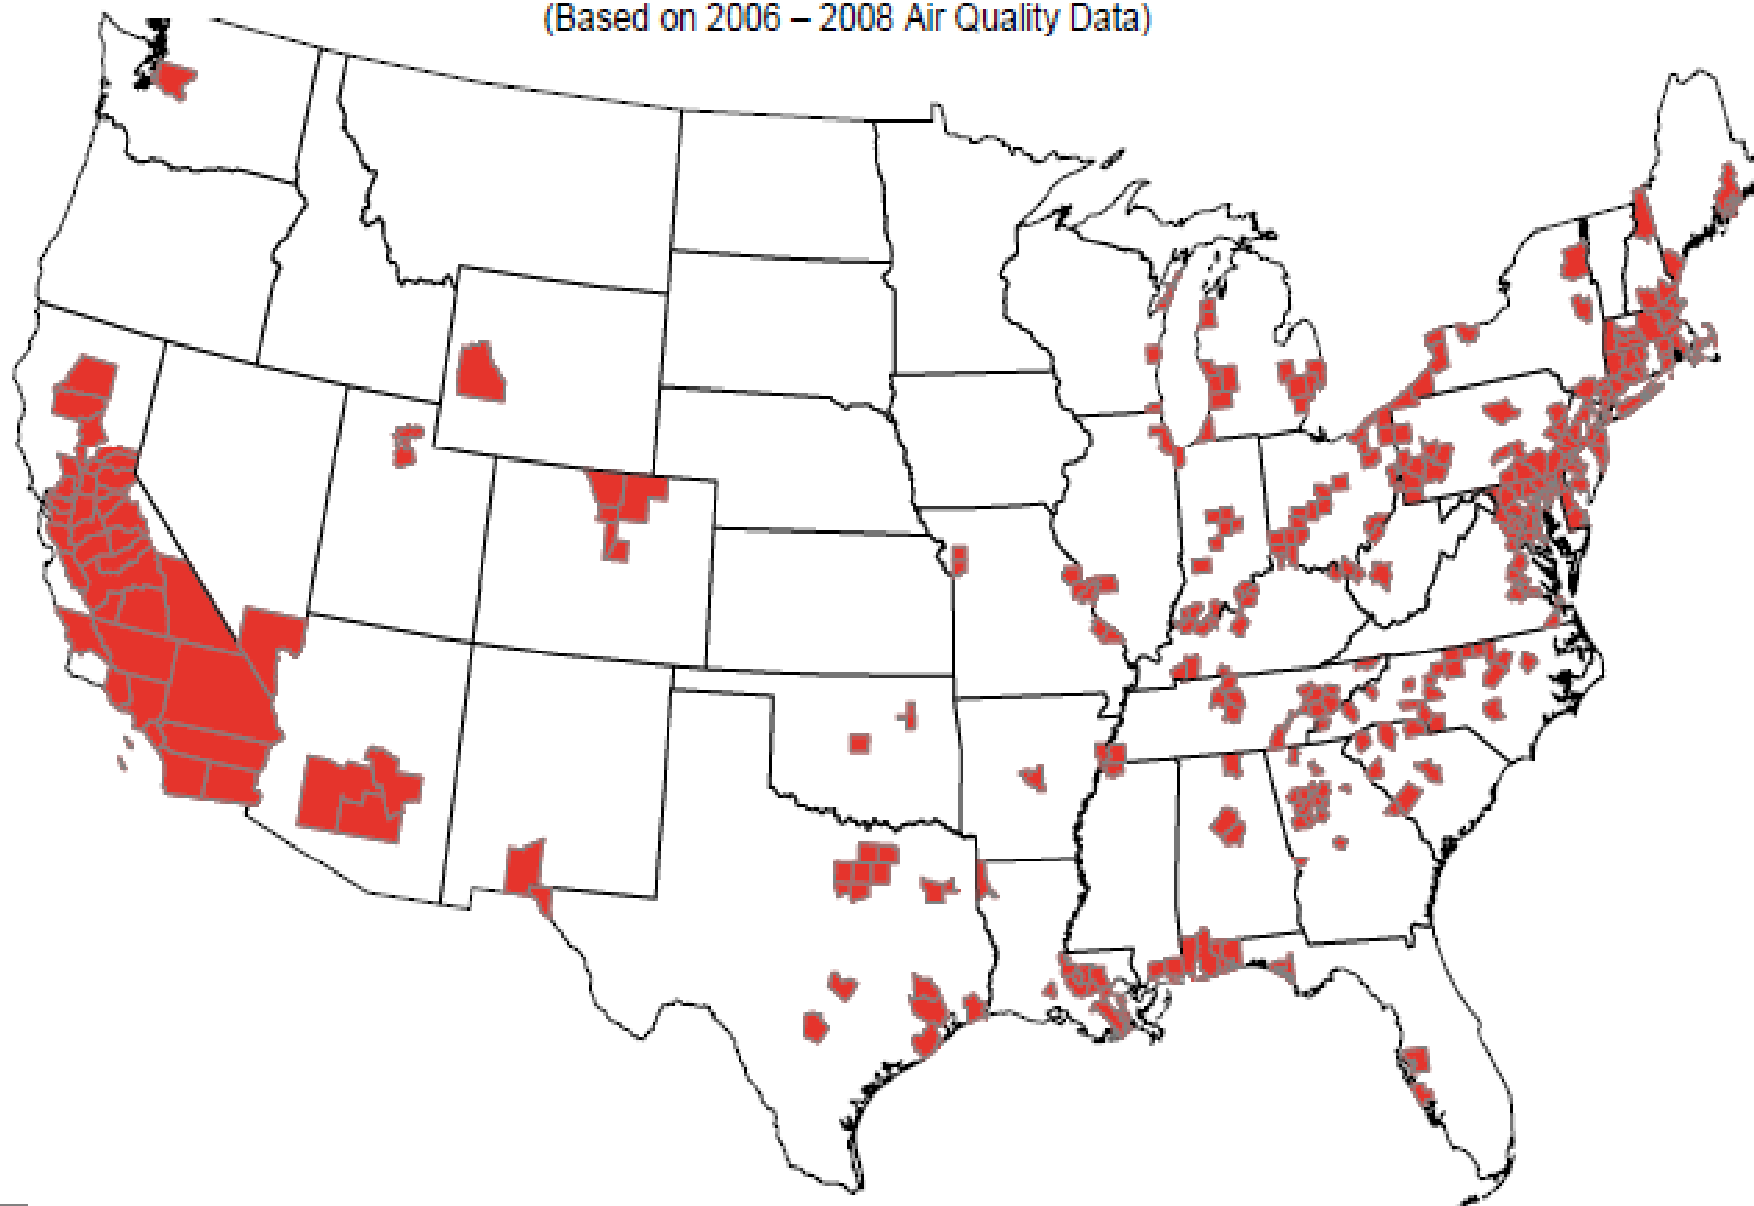 (Based on 2006 – 2008 Air Quality Data)